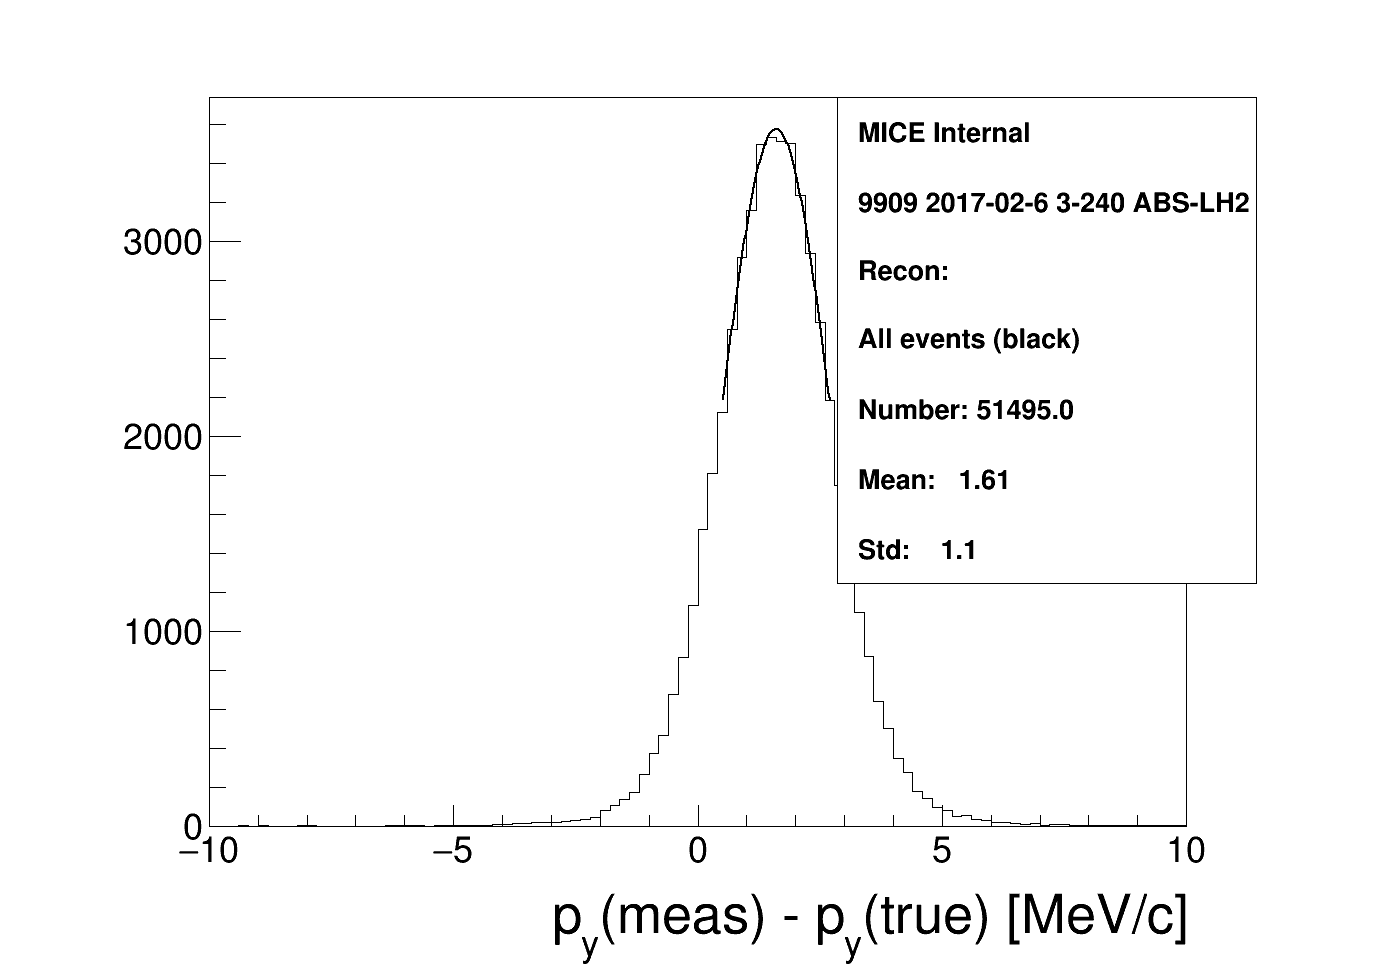 MICE Internal
9909 2017-02-6 3-240 ABS-LH2
Recon:
All events (black)
Number: 51495.0
Mean: 1.61
Std: 1.1
3000
2000
1000
0
−10 −5 0 5 10
p_y(meas) - p_y(true) [MeV/c]